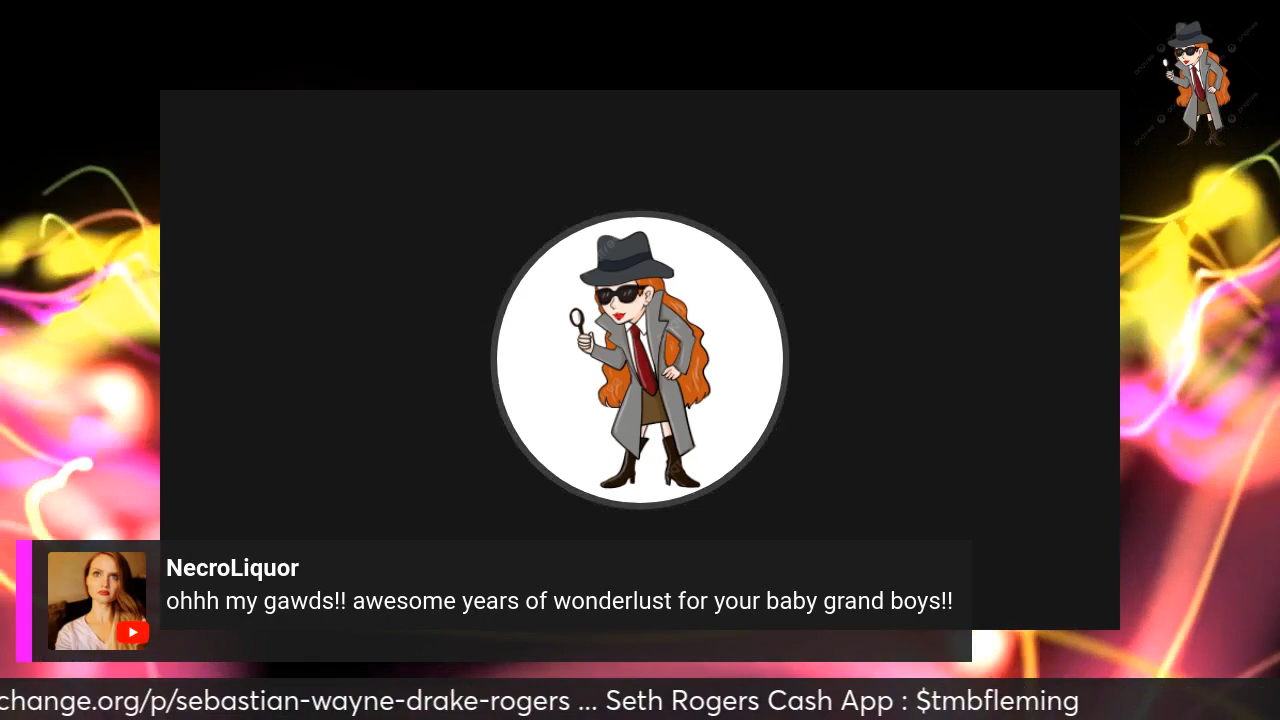 NecroLiquor
ohhh my gawds!! awesome years of wonderlust for your baby grand boys!!
change.org/p/sebastian-wayne-drake-rogers ... Seth Rogers Cash App : $tmbfleming